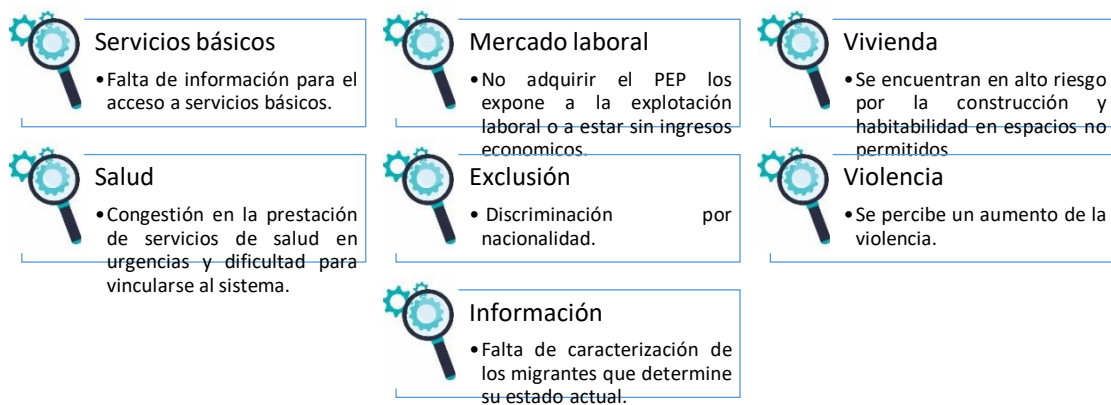 Servicios básicos
•Falta de información para el
acceso a servicios básicos.
Mercado laboral
•No adquirir el PEP los
expone a la explotación
laboral o a estar sin ingresos
economicos.
Vivienda
•Se encuentran en alto riesgo
por la construcción y
habitabilidad en espacios no
permitidos
Salud
•Congestión en la prestación
de servicios de salud en
urgencias y dificultad para
vincularse al sistema.
Exclusión
• Discriminación por
nacionalidad.
Violencia
•Se percibe un aumento de la
violencia.
Información
•Falta de caracterización de
los migrantes que determine
su estado actual.